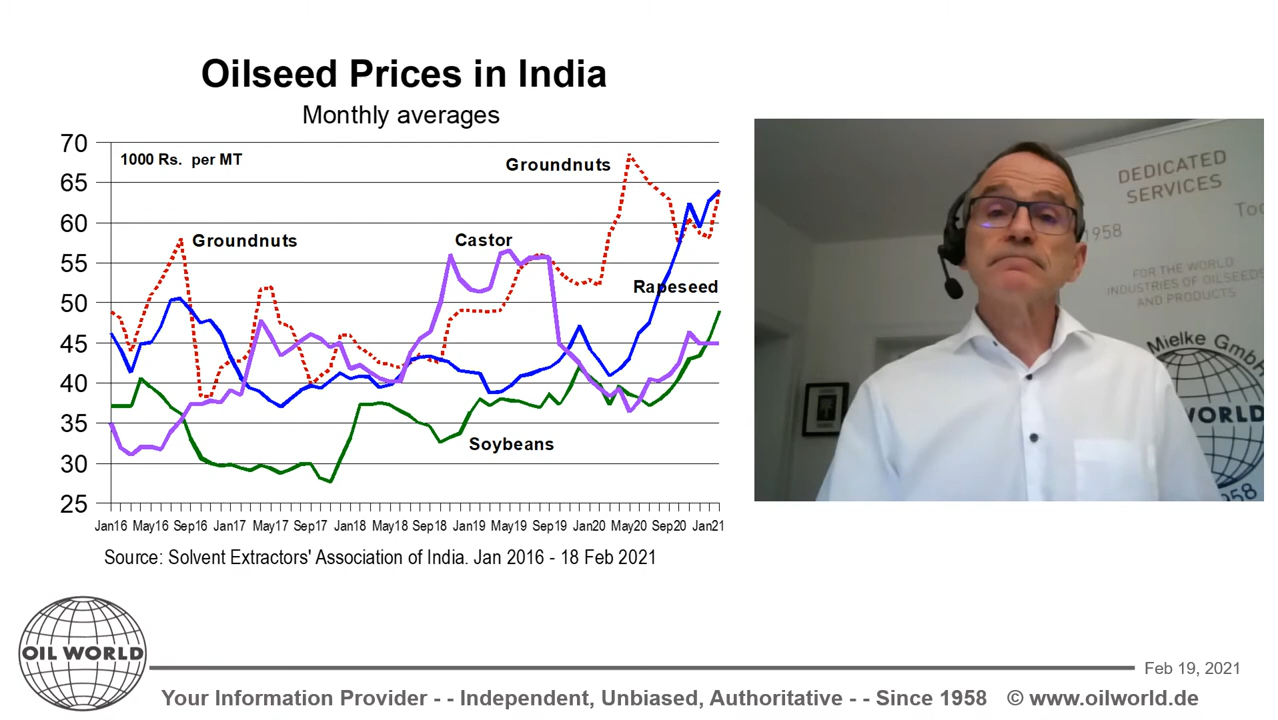 Oilseed Prices in India
Monthly averages
1000 Rs. per MT
70
65
60
55
50
45
40
35
30
25
Groundnuts
Groundnuts
Castor
Rapeseed
Soybeans
Jan16 May16 Sep16 Jan17 May17 Sep17 Jan18 May18 Sep18 Jan19 May19 Sep19 Jan20 May20 Sep20 Jan21
Source: Solvent Extractors' Association of India. Jan 2016 - 18 Feb 2021
DEDICATED
SERVICES
1958
FOR THE WORLD
INDUSTRIES OF OILSEEDS
AND PRODUCTS
Mielke GmbH
WORLD
OIL WORLD
Feb 19, 2021
Your Information Provider - - Independent, Unbiased, Authoritative - - Since 1958 © www.oilworld.de